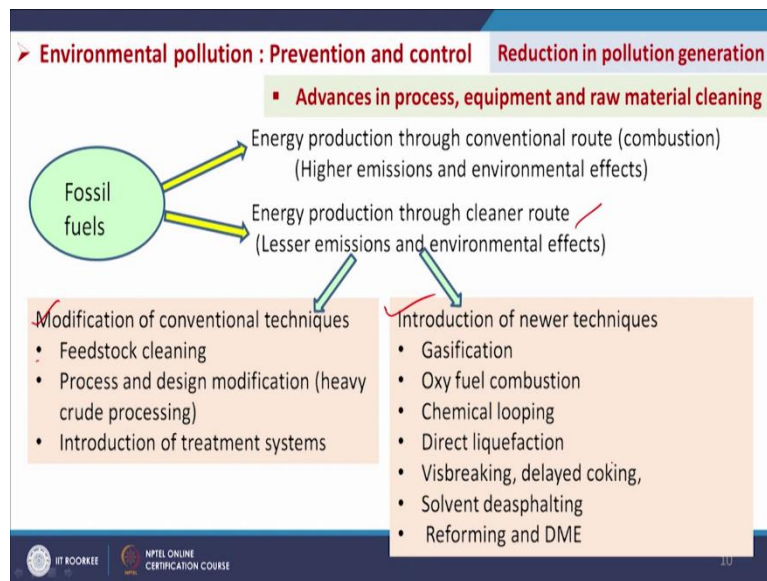 ➢ Environmental pollution : Prevention and control
Reduction in pollution generation
▪ Advances in process, equipment and raw material cleaning
Fossil
fuels
Energy production through conventional route (combustion)
(Higher emissions and environmental effects)
Energy production through cleaner route
(Lesser emissions and environmental effects)
Modification of conventional techniques
• Feedstock cleaning
• Process and design modification (heavy
crude processing)
• Introduction of treatment systems
Introduction of newer techniques
• Gasification
• Oxy fuel combustion
• Chemical looping
• Direct liquefaction
• Visbreaking, delayed coking,
• Solvent deasphalting
• Reforming and DME
IIT ROORKEE
NPTEL ONLINE
CERTIFICATION COURSE
10